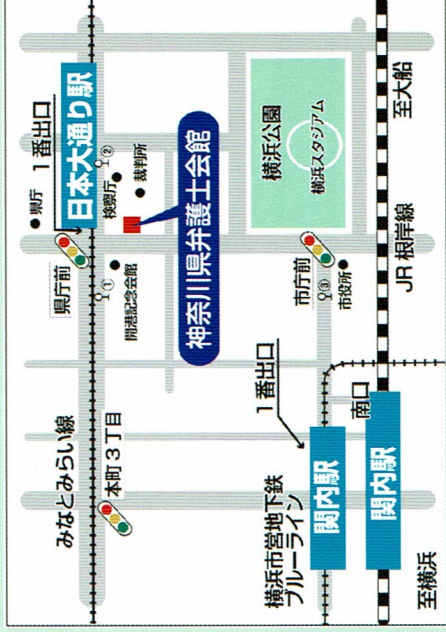 みなとみらい線
本町3丁目
県庁前
●県庁
1番出口
日本大通り駅
①
開港記念会館
検察庁
②
裁判所
神奈川県弁護士会館
横浜公園
横浜スタジアム
市庁前
③
市役所
1番出口
横浜市営地下鉄
ブルーライン
関内駅
南口
関内駅
至横浜
JR 根岸線
至大船